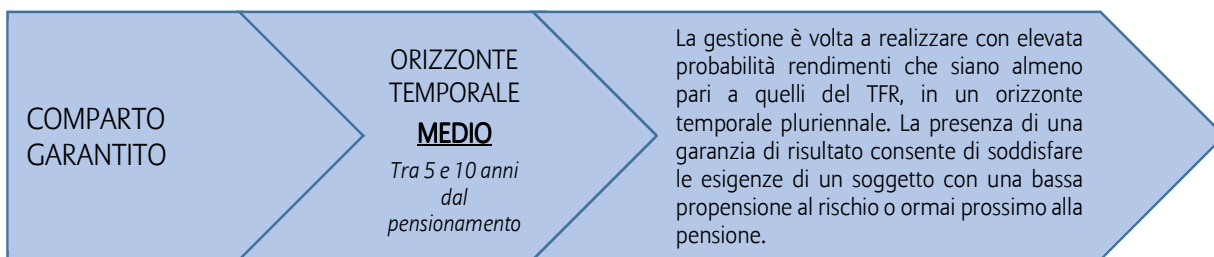 COMPARTO
GARANTITO
ORIZZONTE
TEMPORALE
MEDIO
Tra 5 e 10 anni
dal
pensionamento
La gestione è volta a realizzare con elevata
probabilità rendimenti che siano almeno
pari a quelli del TFR, in un orizzonte
temporale pluriennale. La presenza di una
garanzia di risultato consente di soddisfare
le esigenze di un soggetto con una bassa
propensione al rischio o ormai prossimo alla
pensione.